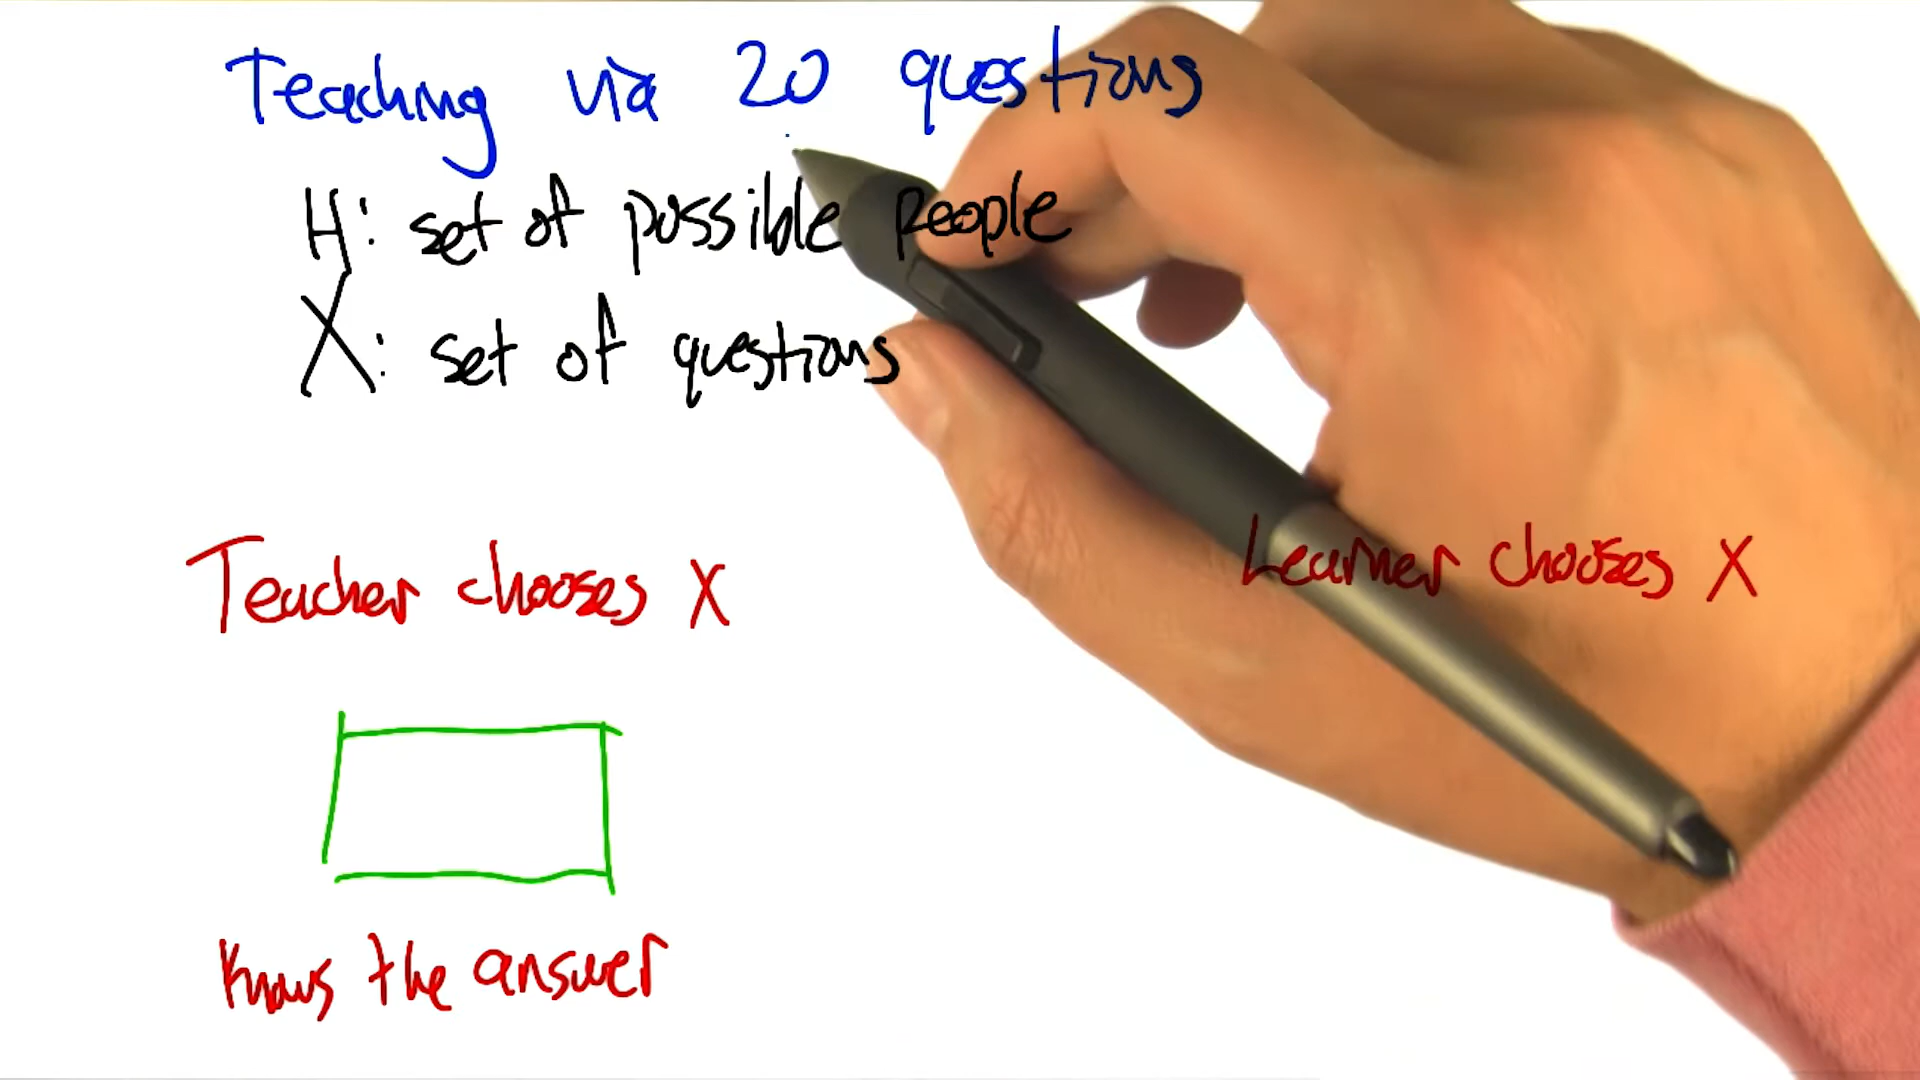 Teaching via 20 questions
H: set of possible people
X: set of questions
Teacher chooses X
Learner chooses X
Knows the answer